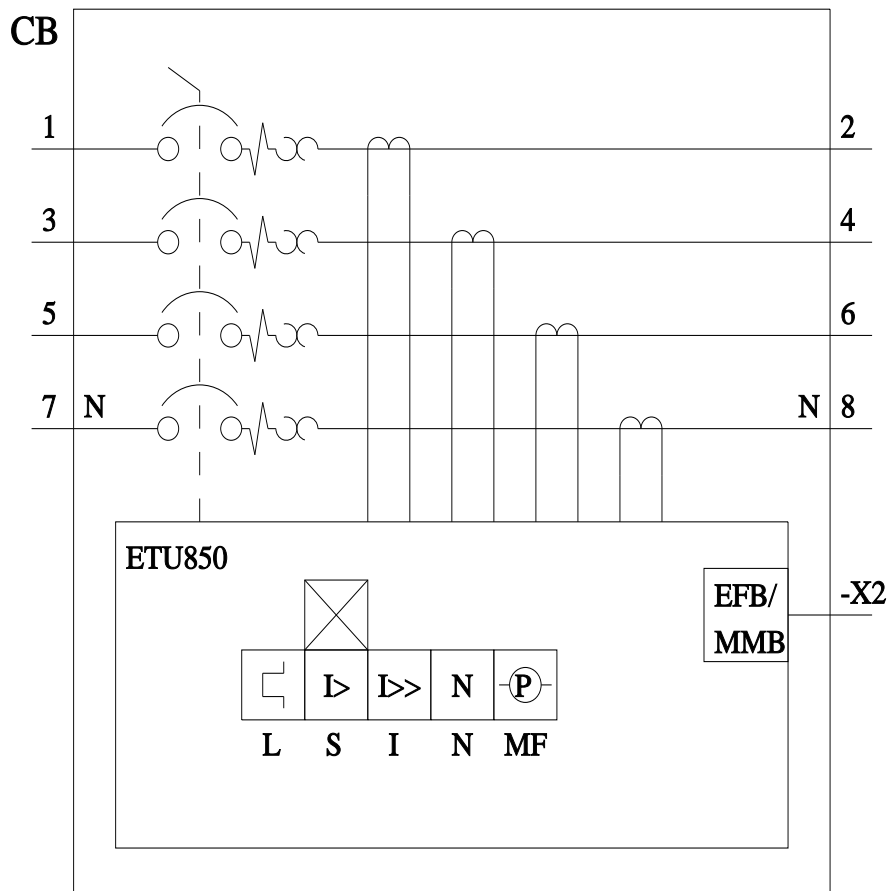 CB
1 2
3 4
5 6
7 N N 8
ETU850
EFB/ -X2
MMB
I> I>> N P
L S I N MF